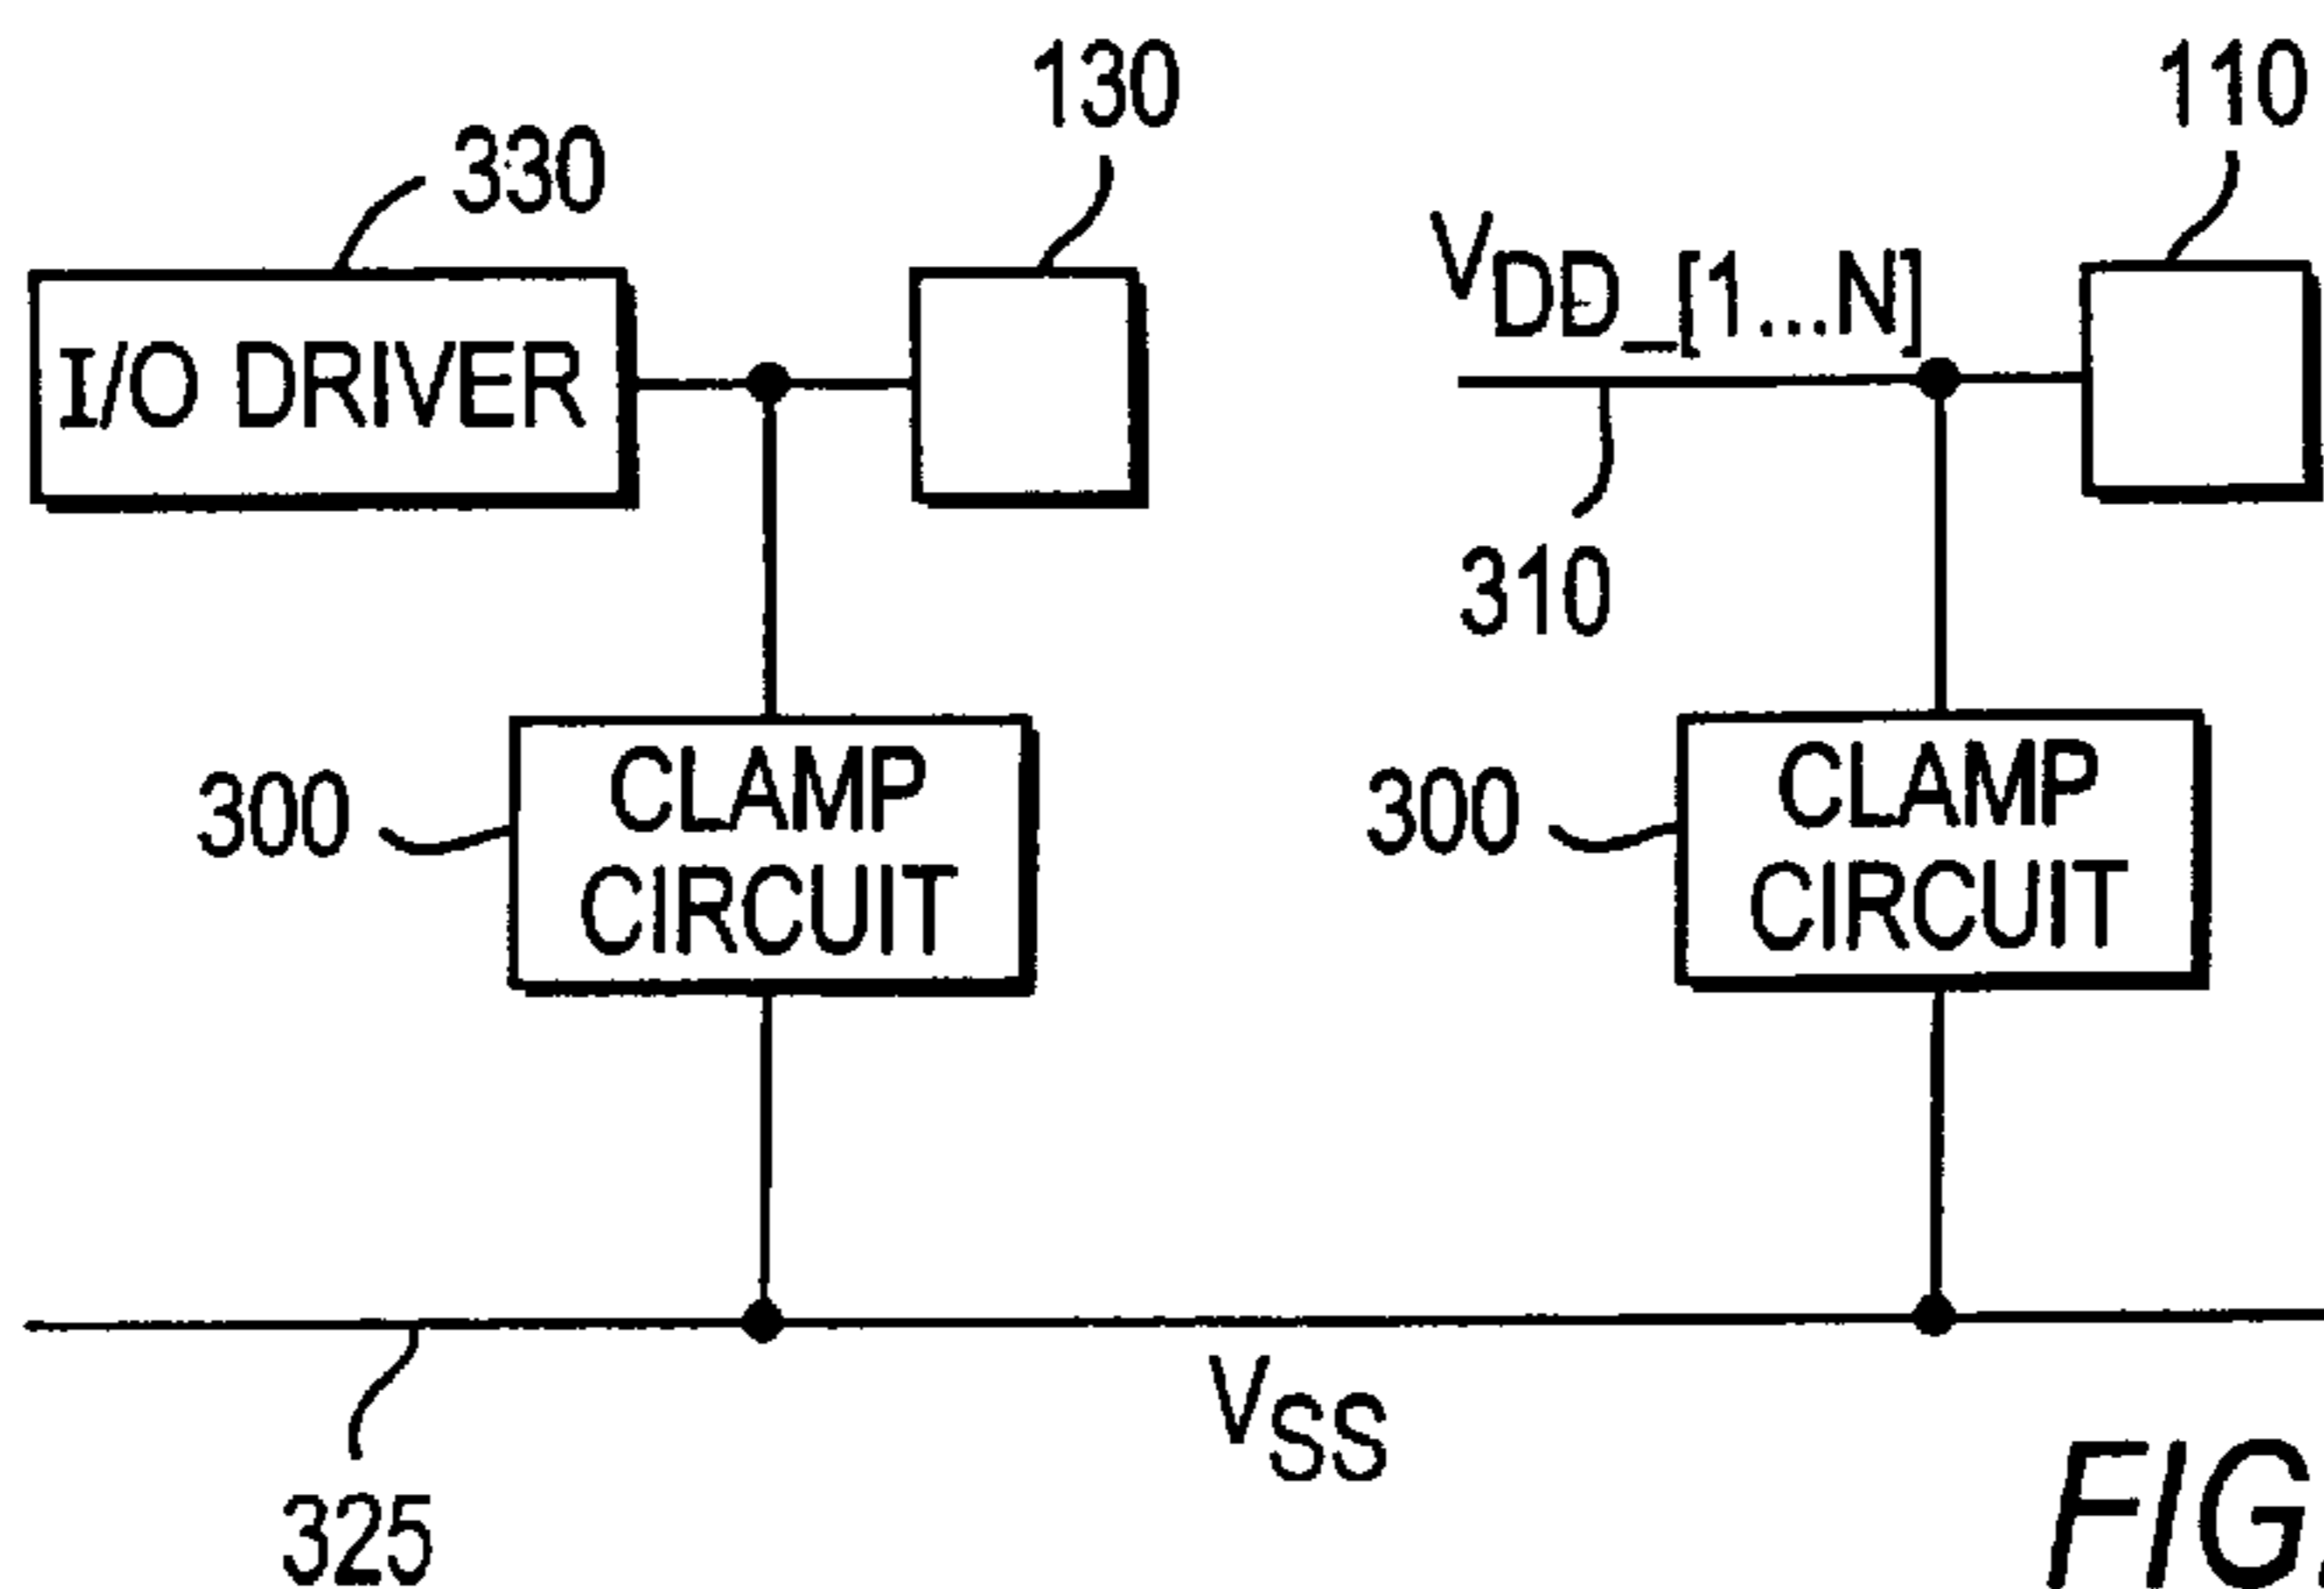 130
110
330
VDD_[1...N]
I/O DRIVER
310
300
CLAMP
CIRCUIT
300
CLAMP
CIRCUIT
VSS
325
FIG.